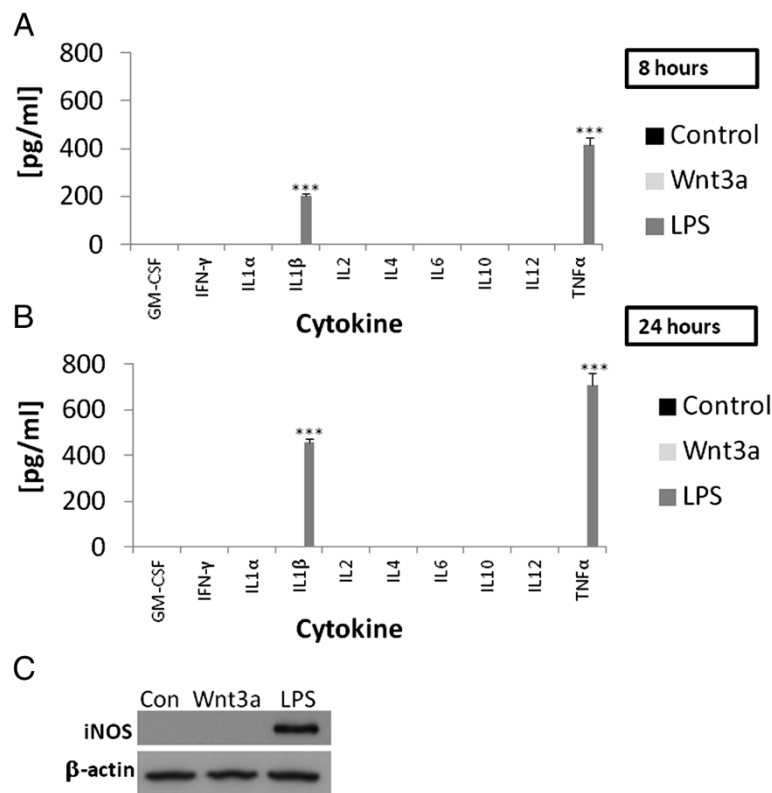 A
800
600
400
200
0
[pg/ml]
***
***
GM-CSF
IFN-γ
IL1α
IL1β
IL2
IL4
IL6
IL10
IL12
TNFα
Cytokine
8 hours
Control
Wnt3a
LPS
B
800
600
400
200
0
[pg/ml]
***
***
GM-CSF
IFN-γ
IL1α
IL1β
IL2
IL4
IL6
IL10
IL12
TNFα
Cytokine
24 hours
Control
Wnt3a
LPS
C
Con Wnt3a LPS
iNOS
β-actin